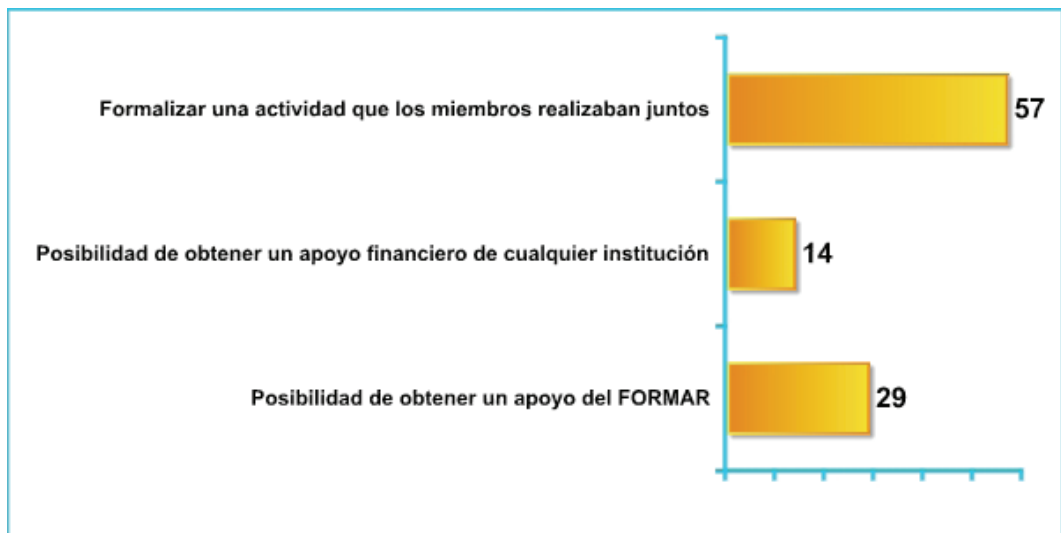 Formalizar una actividad que los miembros realizaban juntos 57
Posibilidad de obtener un apoyo financiero de cualquier institución 14
Posibilidad de obtener un apoyo del FORMAR 29